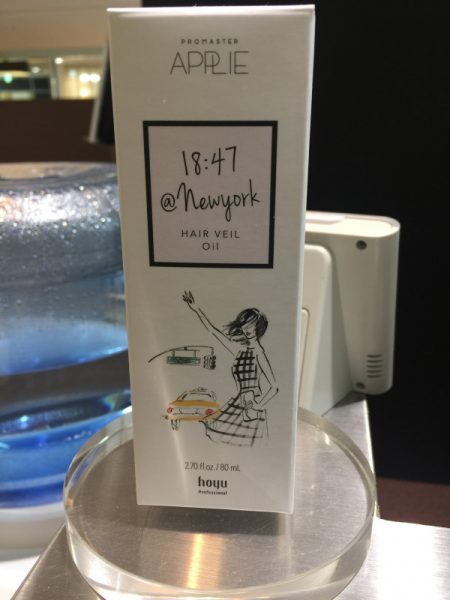 PROMASTER
APPLIE
18:47
@Newyork
HAIR VEIL
Oil
2.70 fl oz. / 80 mL
hoyu
Professional